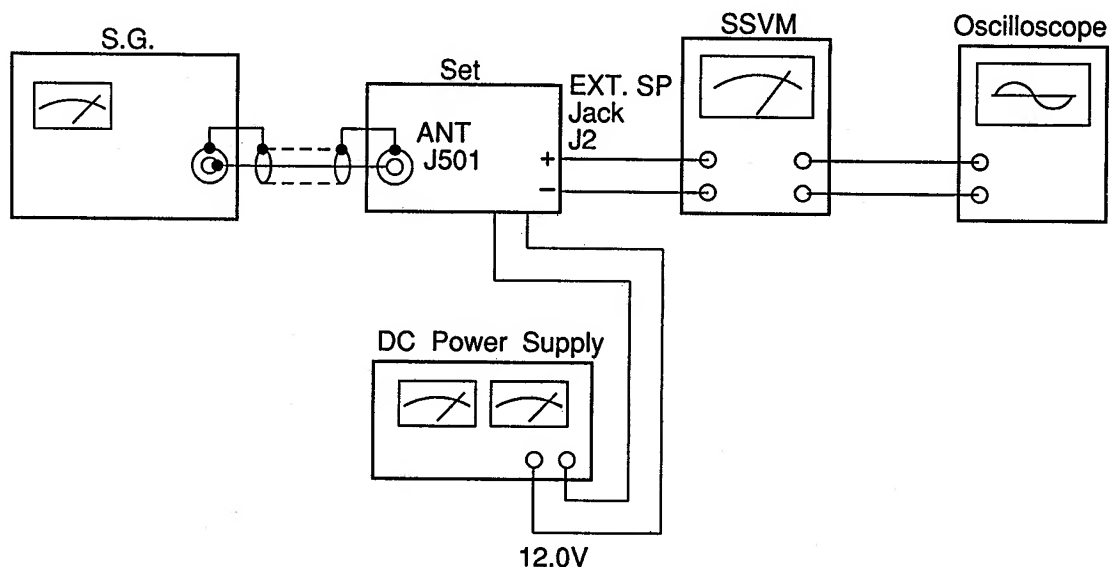 S.G.
Set
ANT
J501
EXT. SP
Jack
J2
+
−
SSVM
Oscilloscope
DC Power Supply
12.0V